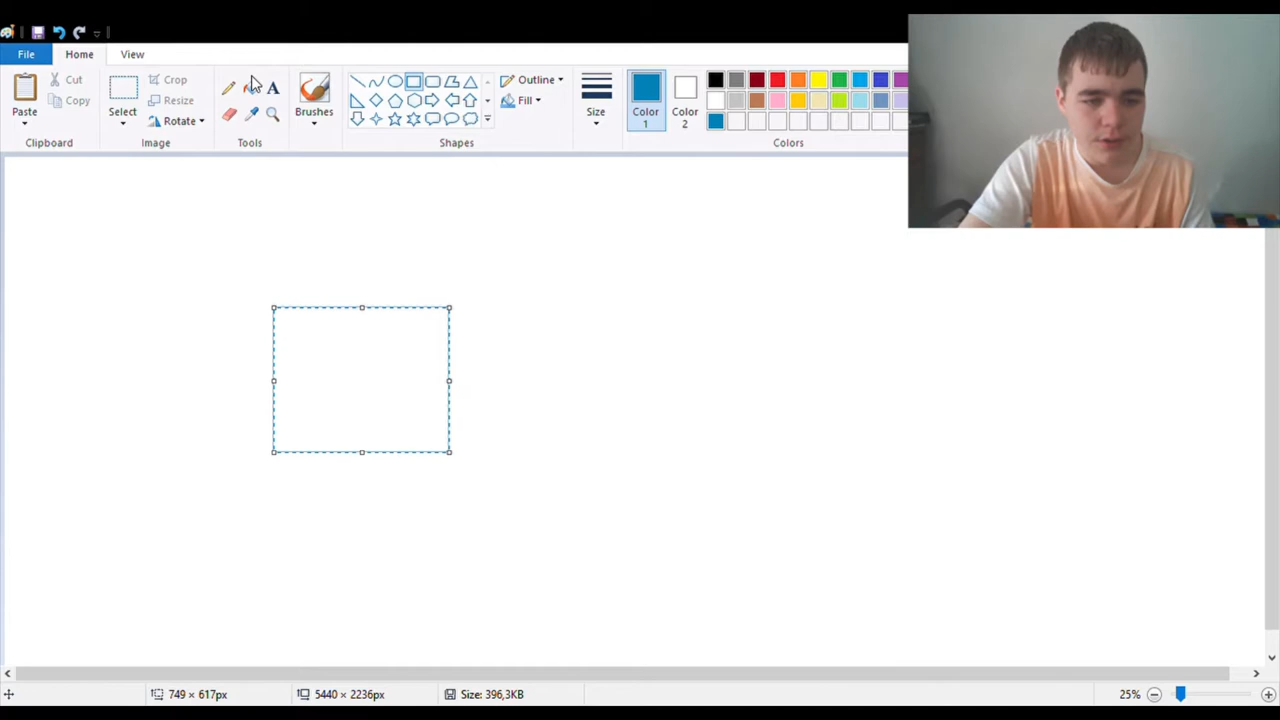 File
Home
View
Paste
Cut
Copy
Clipboard
Select
Crop
Resize
Rotate
Image
A
Tools
Brushes
Shapes
Outline
Fill
Size
Color
1
Color
2
Colors
749 × 617px
5440 × 2236px
Size: 396,3KB
25%